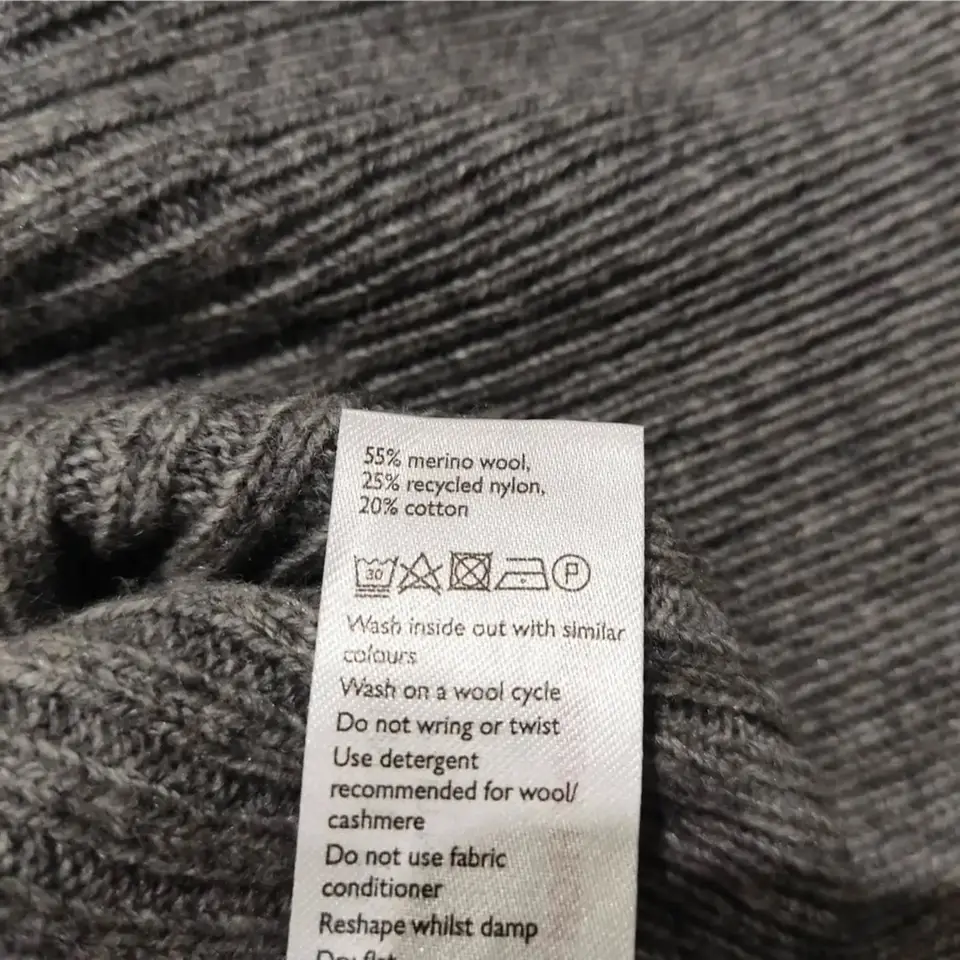 55% merino wool,
25% recycled nylon,
20% cotton
30 P
Wash inside out with similar
colours
Wash on a wool cycle
Do not wring or twist
Use detergent
recommended for wool/
cashmere
Do not use fabric
conditioner
Reshape whilst damp
Dry flat